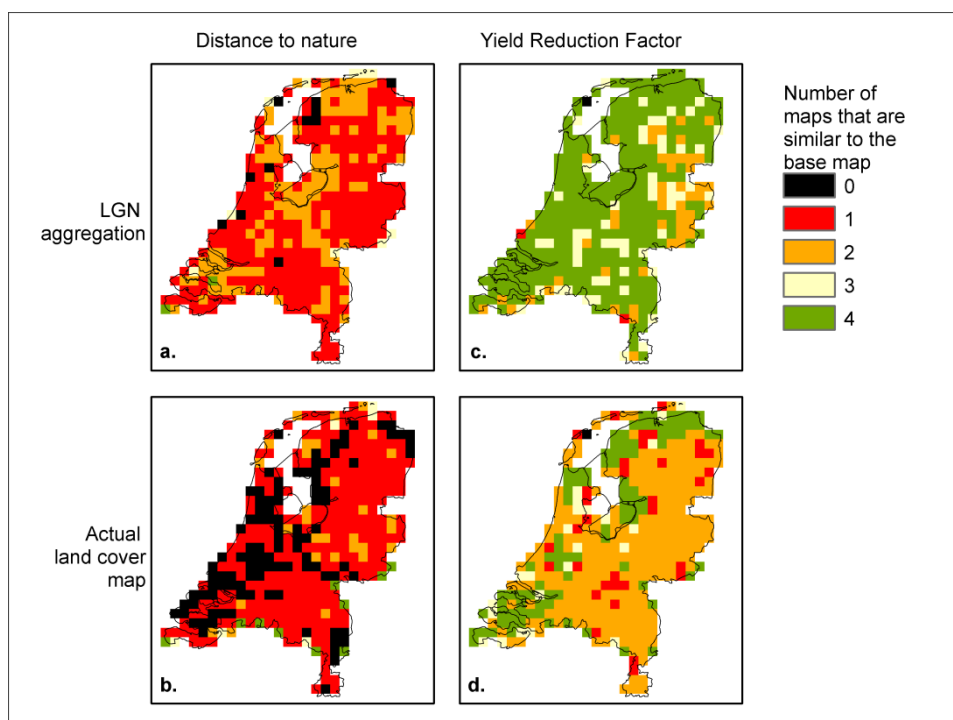 Distance to nature
Yield Reduction Factor
LGN
aggregation
a.
c.
Number of
maps that are
similar to the
base map
0
1
2
3
4
Actual
land cover
map
b.
d.